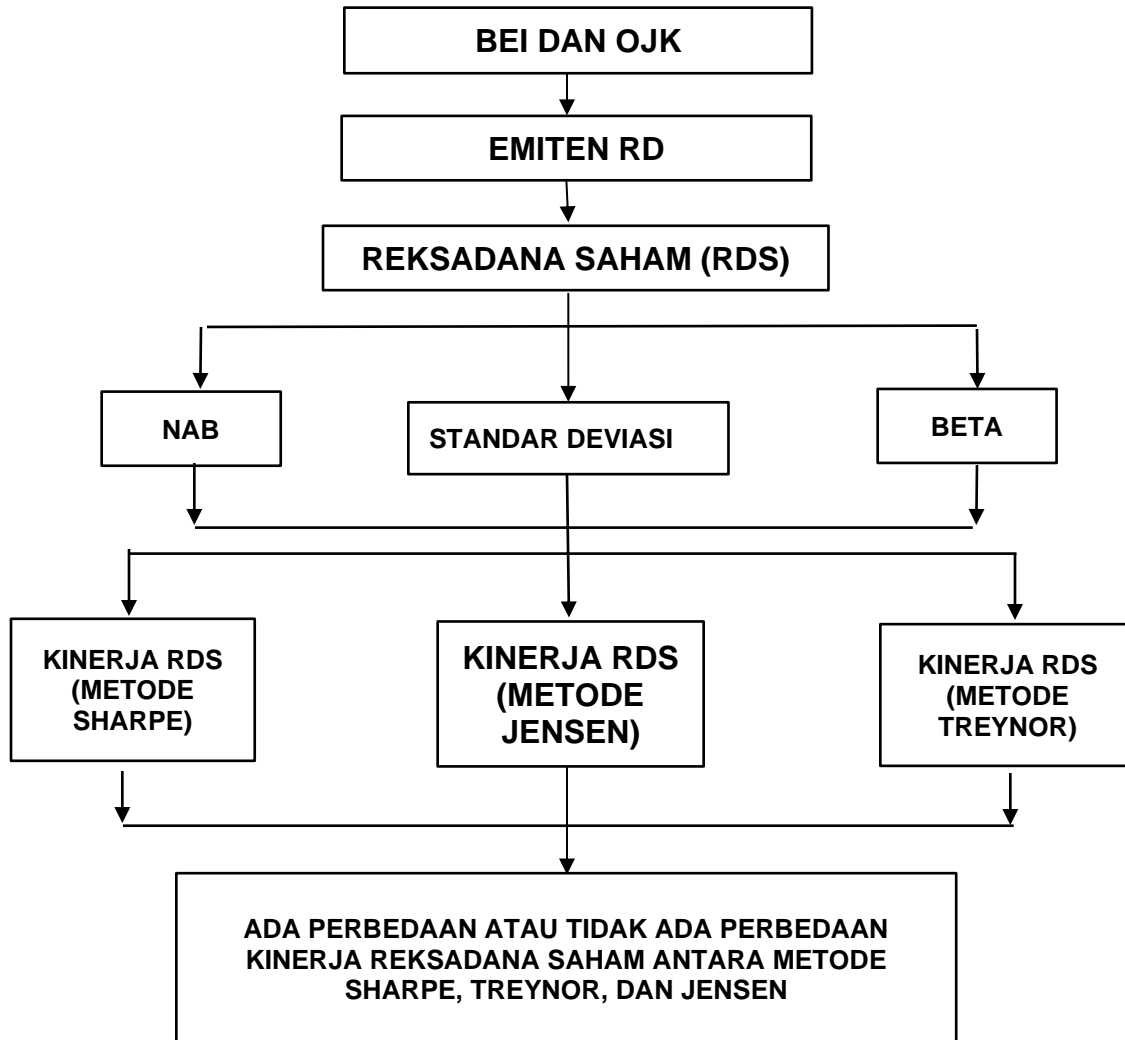 BEI DAN OJK
EMITEN RD
REKSADANA SAHAM (RDS)
NAB
STANDAR DEVIASI
BETA
KINERJA RDS
(METODE
SHARPE)
KINERJA RDS
(METODE
JENSEN)
KINERJA RDS
(METODE
TREYNOR)
ADA PERBEDAAN ATAU TIDAK ADA PERBEDAAN
KINERJA REKSADANA SAHAM ANTARA METODE
SHARPE, TREYNOR, DAN JENSEN